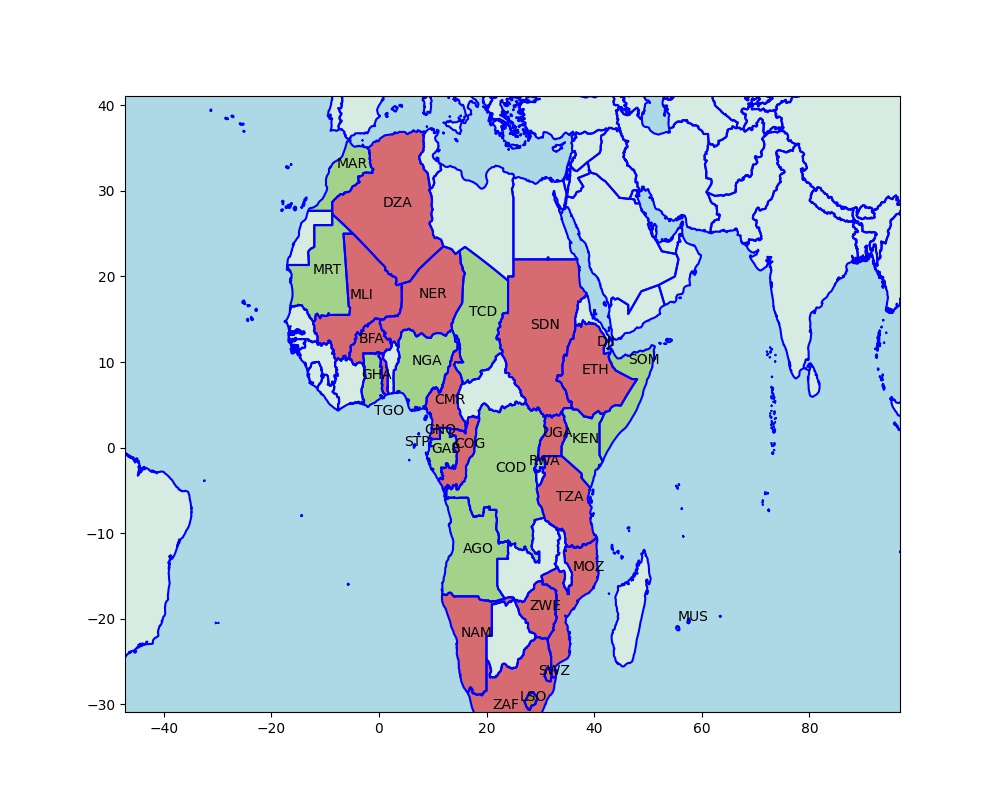 40
30
20
10
0
−10
−20
−30
−40
−20
0
20
40
60
80
MAR
DZA
MRT
MLI
NER
TCD
SDN
BFA
DJI
NGA
SOM
GHA
ETH
CMR
TGO
GNQ
UGA
KEN
STP
GAB
COG
RWA
COD
TZA
AGO
MOZ
ZWE
MUS
NAM
SWZ
LSO
ZAF